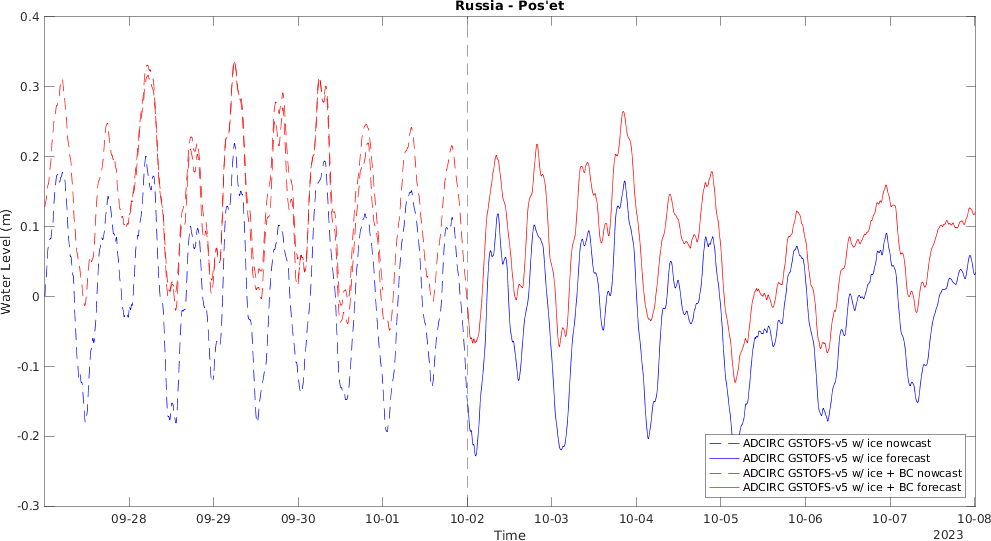 Russia - Pos'et
0.4
0.3
0.2
0.1
0
-0.1
-0.2
-0.3
Water Level (m)
09-28 09-29 09-30 10-01 10-02 10-03 10-04 10-05 10-06 10-07 10-08
Time
2023
ADCIRC GSTOFS-v5 w/ ice nowcast
ADCIRC GSTOFS-v5 w/ ice forecast
ADCIRC GSTOFS-v5 w/ ice + BC nowcast
ADCIRC GSTOFS-v5 w/ ice + BC forecast